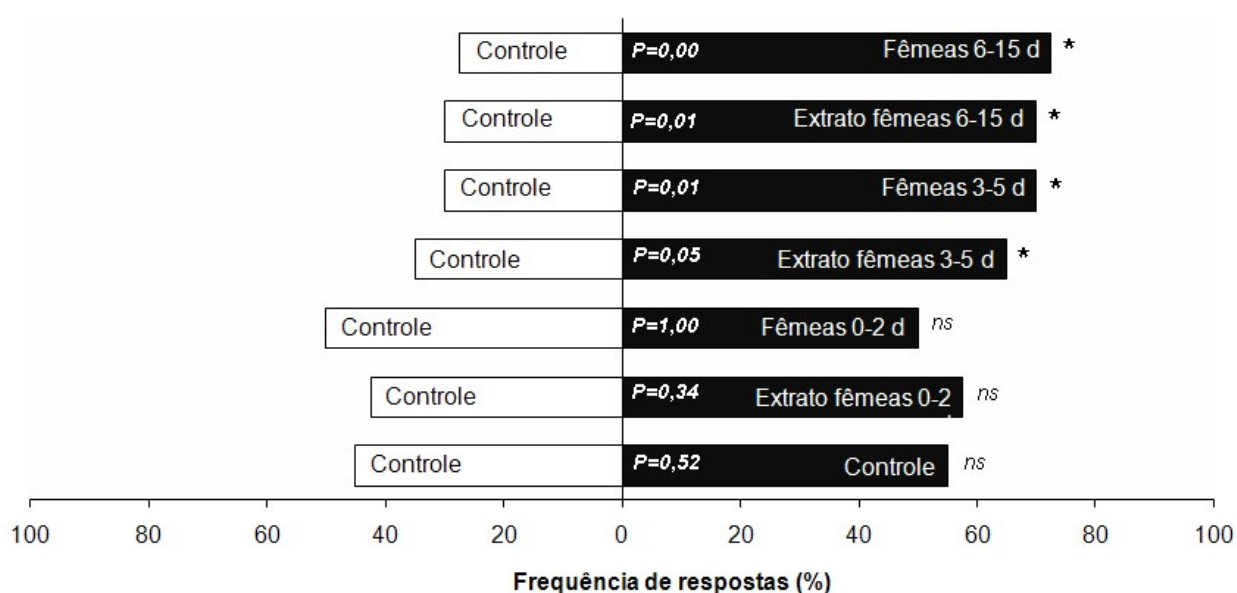 Controle P=0,00 Fêmeas 6-15 d *
Controle P=0,01 Extrato fêmeas 6-15 d *
Controle P=0,01 Fêmeas 3-5 d *
Controle P=0,05 Extrato fêmeas 3-5 d *
Controle P=1,00 Fêmeas 0-2 d ns
Controle P=0,34 Extrato fêmeas 0-2 ns
Controle P=0,52 Controle ns
100 80 60 40 20 0 20 40 60 80 100
Frequência de respostas (%)